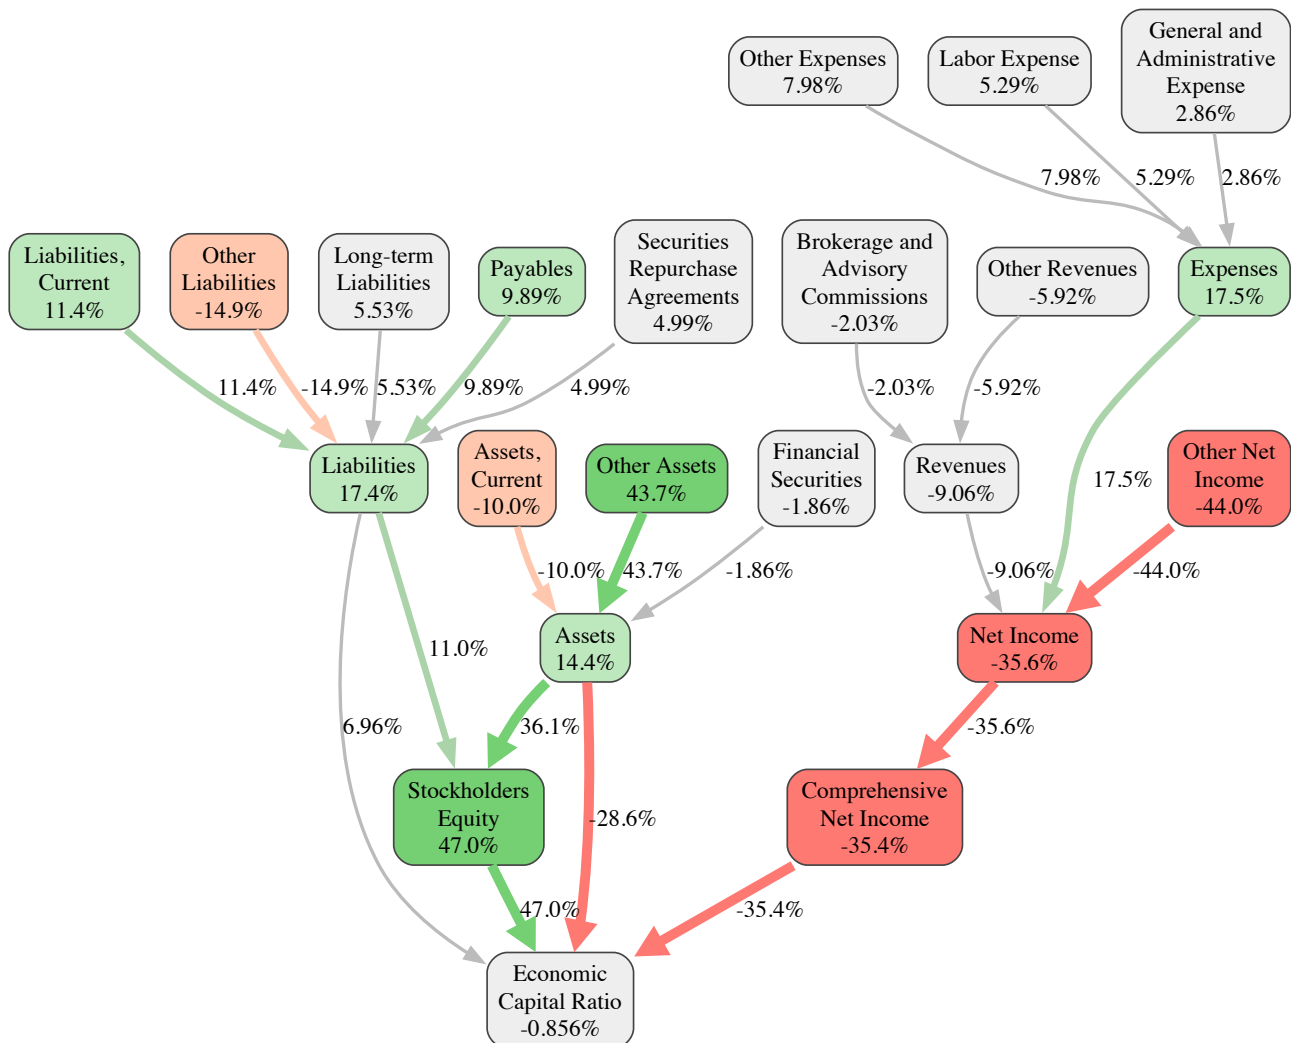 Other Expenses
7.98%
Labor Expense
5.29%
General and
Administrative
Expense
2.86%
7.98%
5.29%
2.86%
Liabilities,
Current
11.4%
Other
Liabilities
-14.9%
Long-term
Liabilities
5.53%
Payables
9.89%
Securities
Repurchase
Agreements
4.99%
Brokerage and
Advisory
Commissions
-2.03%
Other Revenues
-5.92%
Expenses
17.5%
11.4%
-14.9%
5.53%
9.89%
4.99%
-2.03%
-5.92%
17.5%
Liabilities
17.4%
Assets,
Current
-10.0%
Other Assets
43.7%
Financial
Securities
-1.86%
Revenues
-9.06%
Other Net
Income
-44.0%
-10.0%
43.7%
-1.86%
-9.06%
-44.0%
11.0%
Assets
14.4%
Net Income
-35.6%
6.96%
36.1%
-35.6%
Stockholders
Equity
47.0%
-28.6%
Comprehensive
Net Income
-35.4%
47.0%
-35.4%
Economic
Capital Ratio
-0.856%